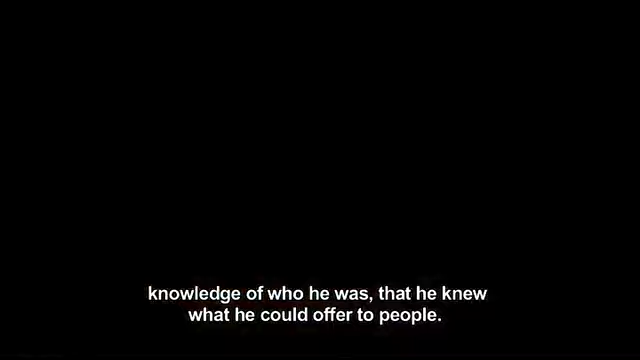 knowledge of who he was, that he knew
what he could offer to people.